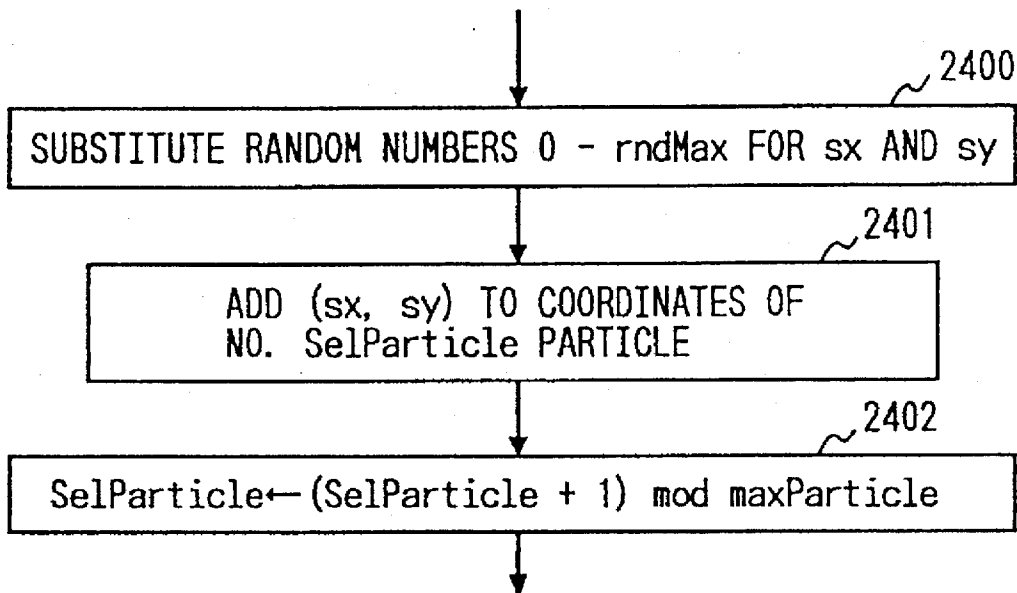 2400
SUBSTITUTE RANDOM NUMBERS 0 - rndMax FOR sx AND sy
2401
ADD (sx, sy) TO COORDINATES OF
NO. SelParticle PARTICLE
2402
SelParticle←(SelParticle + 1) mod maxParticle